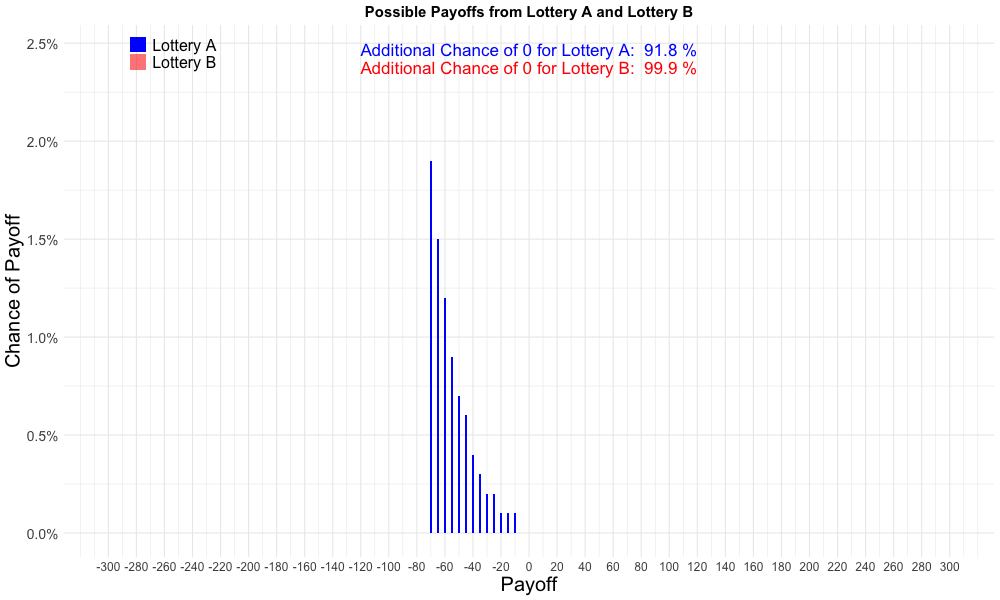 Possible Payoffs from Lottery A and Lottery B
2.5%
Lottery A
Lottery B
Additional Chance of 0 for Lottery A: 91.8 %
Additional Chance of 0 for Lottery B: 99.9 %
2.0%
1.5%
1.0%
0.5%
0.0%
Chance of Payoff
-300 -280 -260 -240 -220 -200 -180 -160 -140 -120 -100 -80 -60 -40 -20 0 20 40 60 80 100 120 140 160 180 200 220 240 260 280 300
Payoff